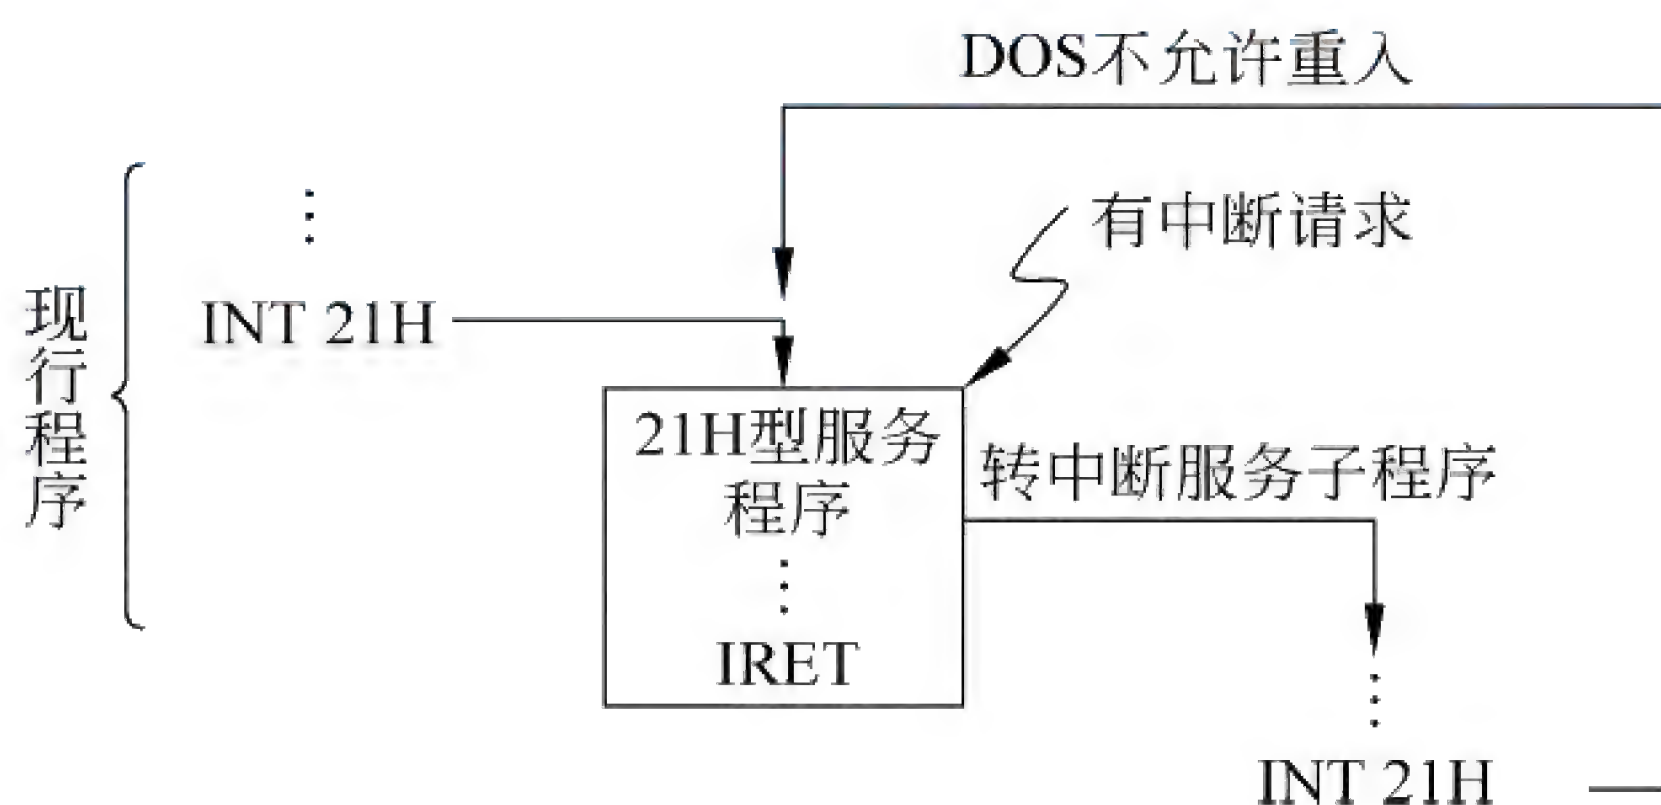 DOS不允许重入
有中断请求
现行程序
INT 21H
21H型服务
程序
IRET
转中断服务子程序
INT 21H